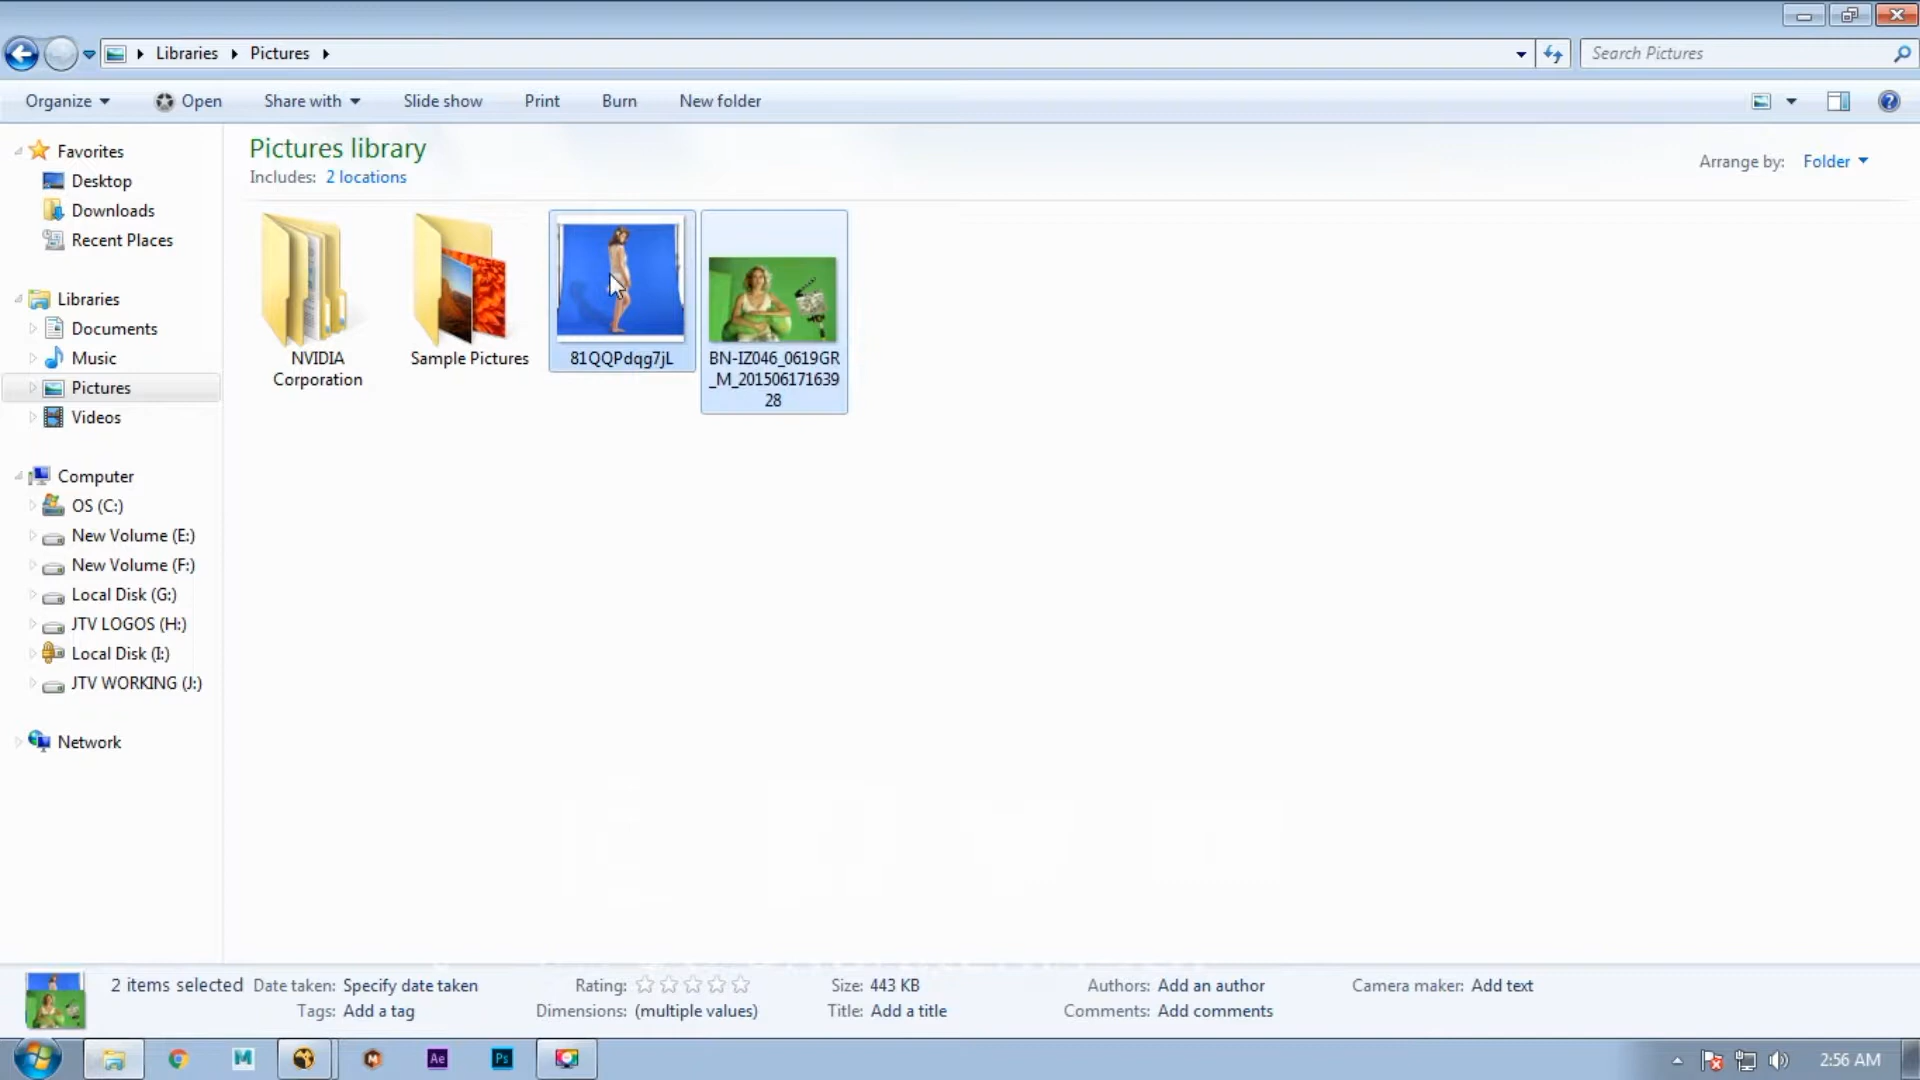 Libraries Pictures
Search Pictures
Organize Open Share with Slide show Print Burn New folder
Pictures library
Includes: 2 locations
Arrange by: Folder
Favorites
Desktop
Downloads
Recent Places
Libraries
Documents
Music
Pictures
Videos
Computer
OS (C:)
New Volume (E:)
New Volume (F:)
Local Disk (G:)
JTV LOGOS (H:)
Local Disk (I:)
JTV WORKING (J:)
Network
NVIDIA
Corporation
Sample Pictures
81QQPdqg7jL
BN-IZ046_0619GR
_M_201506171639
28
2 items selected Date taken: Specify date taken Rating: Size: 443 KB Authors: Add an author Camera maker: Add text
Tags: Add a tag Dimensions: (multiple values) Title: Add a title Comments: Add comments
M Ae Ps 2:56 AM